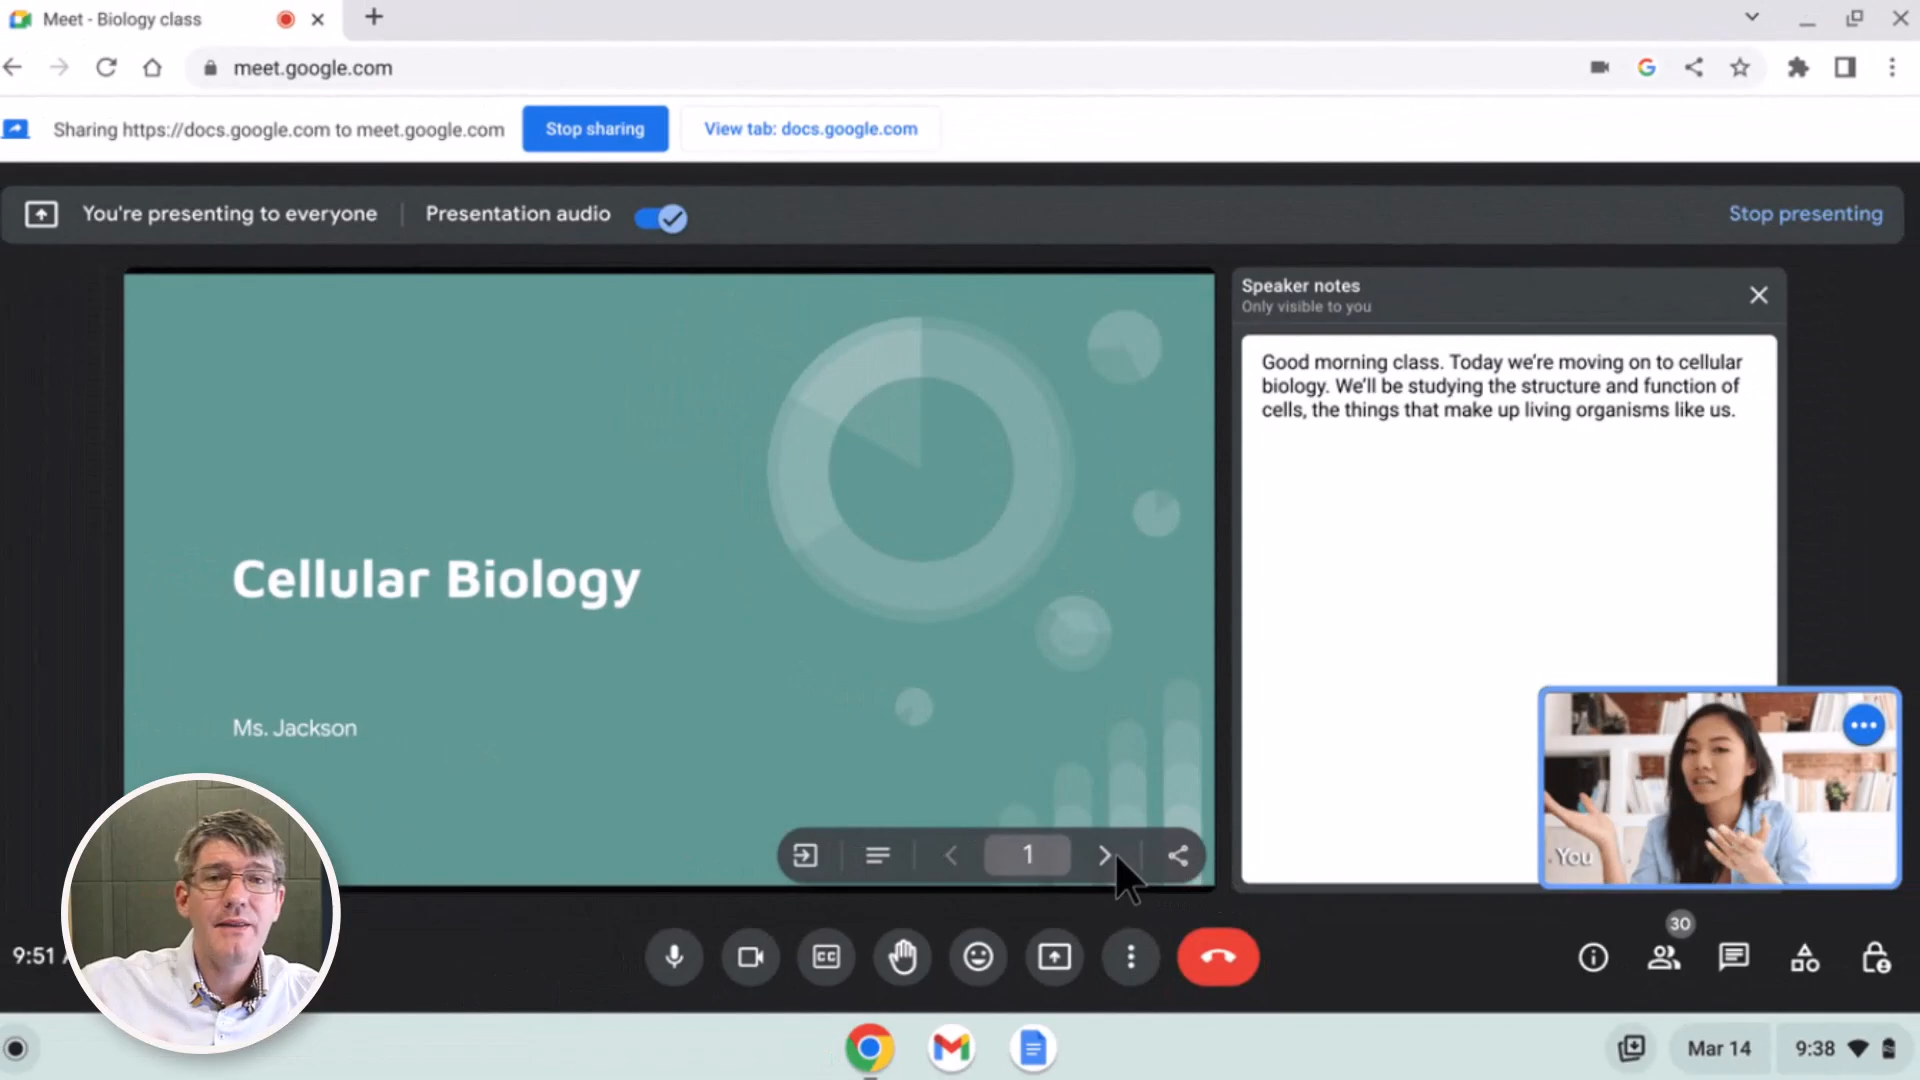 Meet - Biology class
meet.google.com
Sharing https://docs.google.com to meet.google.com
Stop sharing
View tab: docs.google.com
You're presenting to everyone
Presentation audio
Stop presenting
Speaker notes
Only visible to you
Good morning class. Today we're moving on to cellular
biology. We'll be studying the structure and function of
cells, the things that make up living organisms like us.
Cellular Biology
Ms. Jackson
1
You
9:51
CC
30
Mar 14
9:38